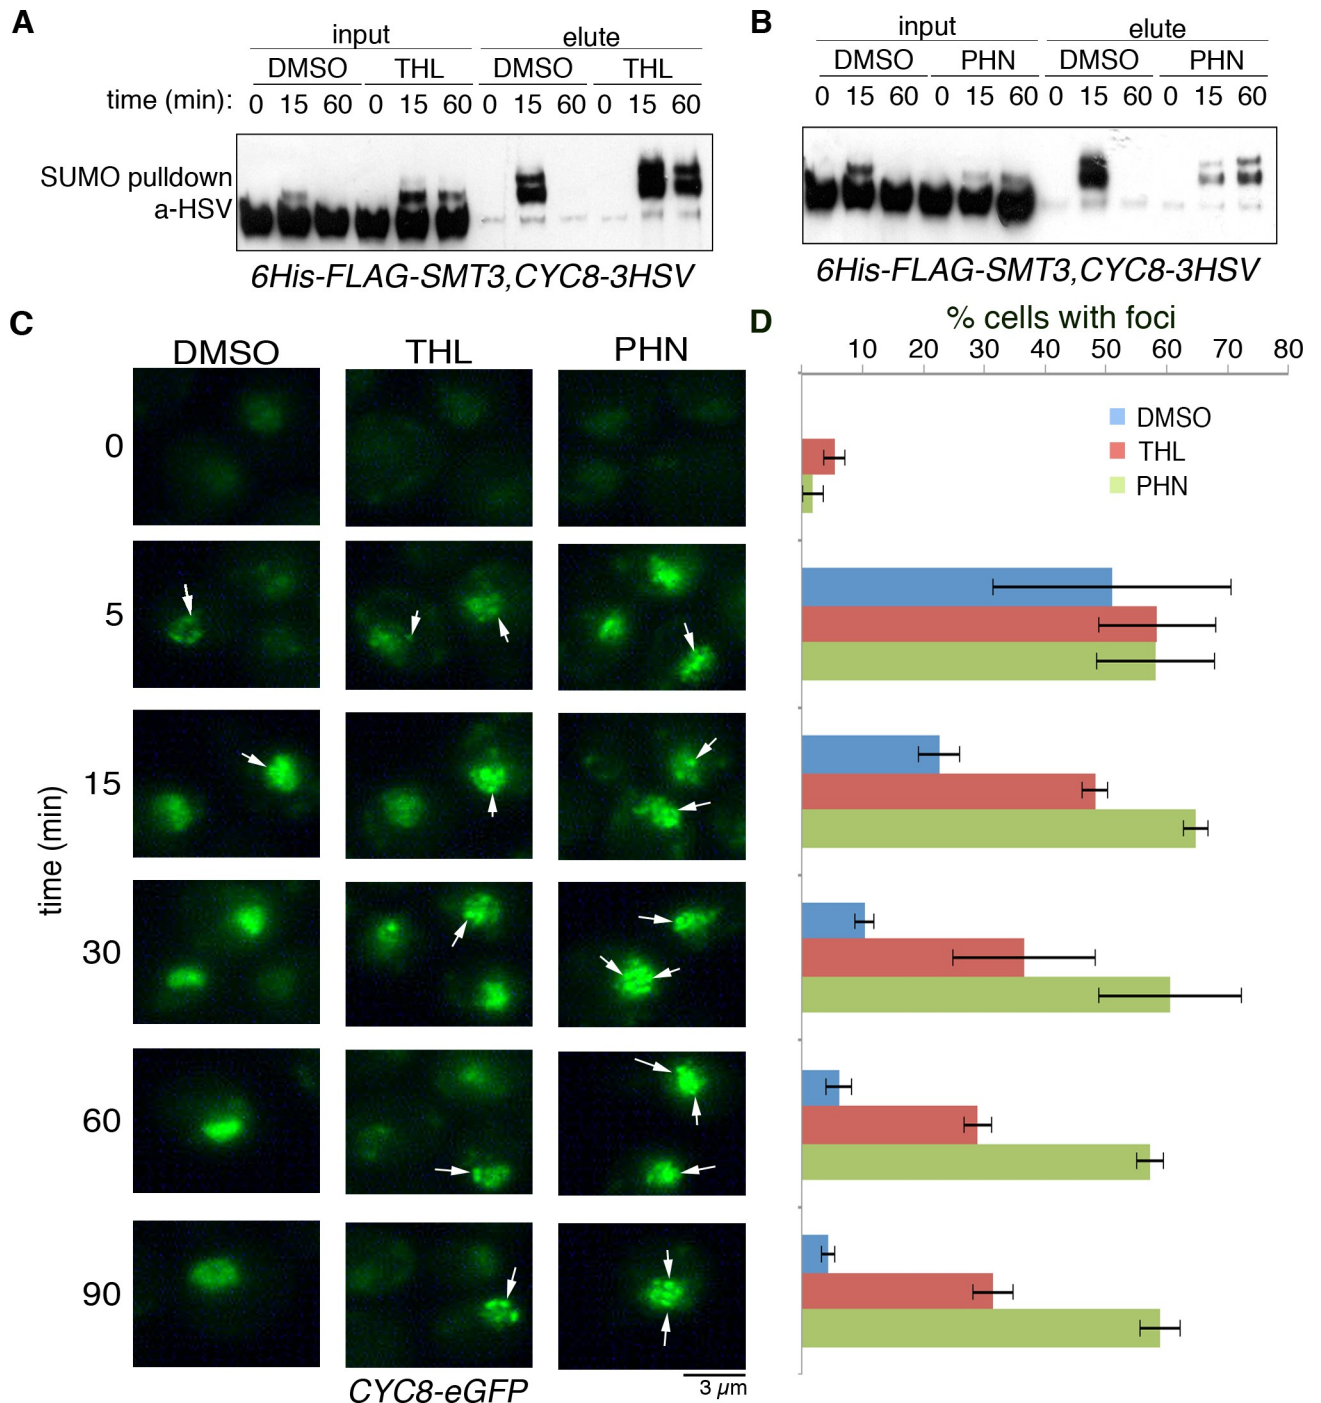 A
input elute
DMSO THL DMSO THL
time (min): 0 15 60 0 15 60 0 15 60 0 15 60
SUMO pulldown
a-HSV
6His-FLAG-SMT3,CYC8-3HSV
B
input elute
DMSO PHN DMSO PHN
0 15 60 0 15 60 0 15 60 0 15 60
6His-FLAG-SMT3,CYC8-3HSV
C
DMSO THL PHN
0
5
15
30
60
90
time (min)
3 µm
CYC8-eGFP
D
% cells with foci
10 20 30 40 50 60 70 80
DMSO
THL
PHN